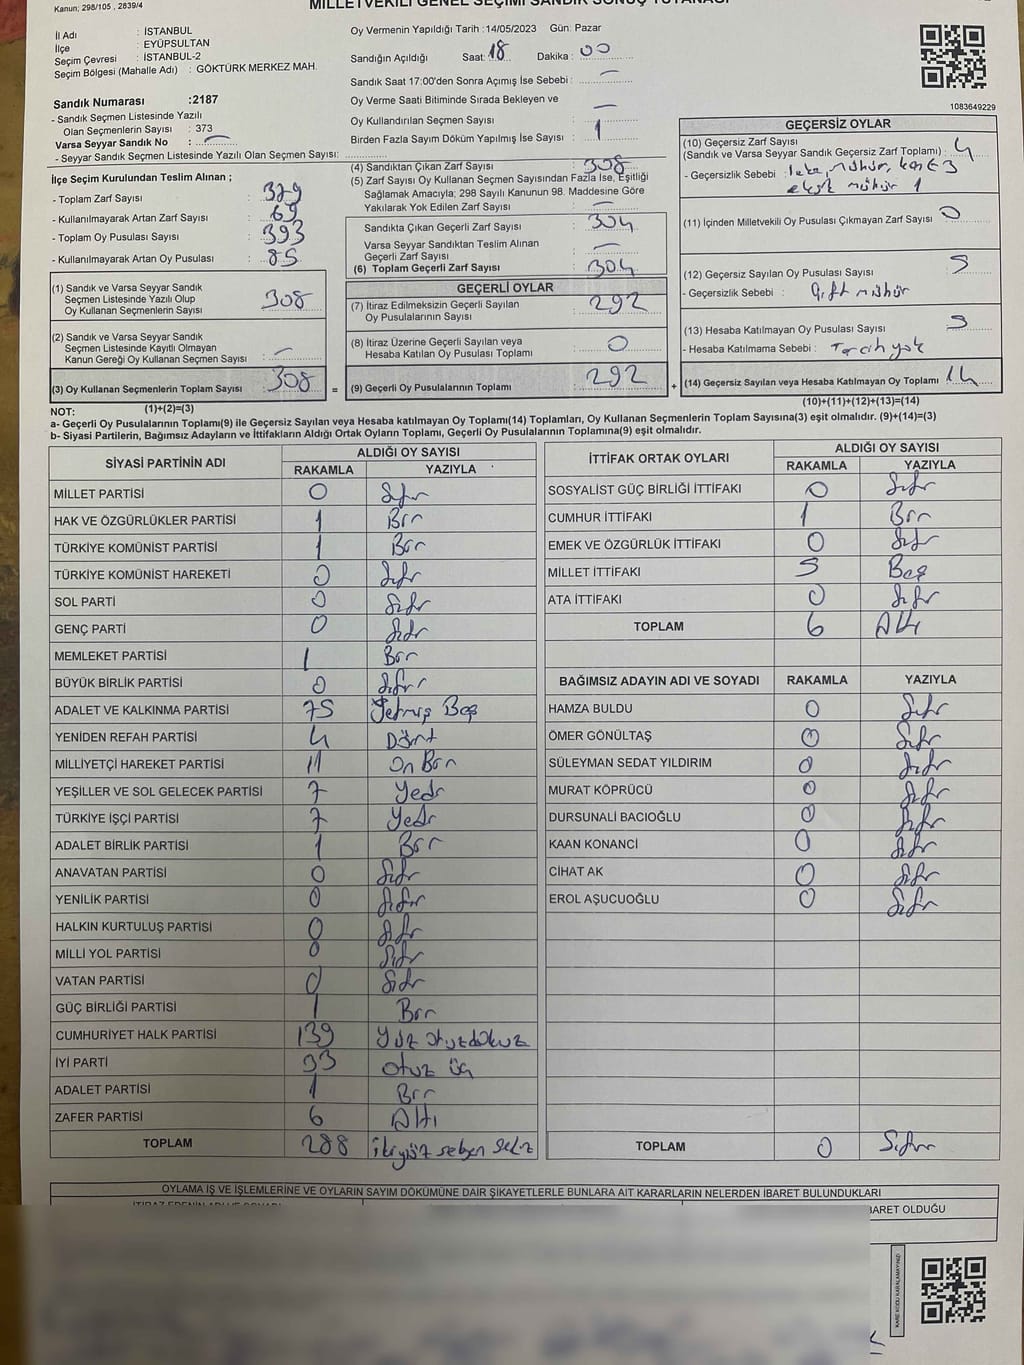 Kanun; 298/105 , 2839/4
MİLLETVEKİLİ GENEL SEÇİMİ SANDIK SONUÇ TUTANAĞI
İl Adı : İSTANBUL
İlçe : EYÜPSULTAN
Seçim Çevresi : İSTANBUL-2
Seçim Bölgesi (Mahalle Adı) : GÖKTÜRK MERKEZ MAH.
Oy Vermenin Yapıldığı Tarih :14/05/2023 Gün: Pazar
Sandığın Açıldığı Saat: 18 Dakika : 00
Sandık Saat 17:00'den Sonra Açımış İse Sebebi : —
Oy Verme Saati Bitiminde Sırada Bekleyen ve
Oy Kullandırılan Seçmen Sayısı : —
Birden Fazla Sayım Döküm Yapılmış İse Sayısı : 1
1083649229
Sandık Numarası :2187
- Sandık Seçmen Listesinde Yazılı
Olan Seçmenlerin Sayısı : 373
Varsa Seyyar Sandık No : —
- Seyyar Sandık Seçmen Listesinde Yazılı Olan Seçmen Sayısı:
İlçe Seçim Kurulundan Teslim Alınan ;
- Toplam Zarf Sayısı : 379
- Kullanılmayarak Artan Zarf Sayısı : 69
- Toplam Oy Pusulası Sayısı : 393
- Kullanılmayarak Artan Oy Pusulası : 85
(1) Sandık ve Varsa Seyyar Sandık
Seçmen Listesinde Yazılı Olup
Oy Kullanan Seçmenlerin Sayısı : 308
(2) Sandık ve Varsa Seyyar Sandık
Seçmen Listesinde Kayıtlı Olmayan
Kanun Gereği Oy Kullanan Seçmen Sayısı : —
(3) Oy Kullanan Seçmenlerin Toplam Sayısı : 308
(1)+(2)=(3)
(4) Sandıktan Çıkan Zarf Sayısı : 308
(5) Zarf Sayısı Oy Kullanan Seçmen Sayısından Fazla İse, Eşitliği
Sağlamak Amacıyla; 298 Sayılı Kanunun 98. Maddesine Göre
Yakılarak Yok Edilen Zarf Sayısı : —
Sandıkta Çıkan Geçerli Zarf Sayısı : 304
Varsa Seyyar Sandıktan Teslim Alınan
Geçerli Zarf Sayısı : —
(6) Toplam Geçerli Zarf Sayısı : 304
GEÇERLİ OYLAR
(7) İtiraz Edilmeksizin Geçerli Sayılan
Oy Pusulalarının Sayısı : 292
(8) İtiraz Üzerine Geçerli Sayılan veya
Hesaba Katılan Oy Pusulası Toplamı : 0
= (9) Geçerli Oy Pusulalarının Toplamı : 292
GEÇERSİZ OYLAR
(10) Geçersiz Zarf Sayısı
(Sandık ve Varsa Seyyar Sandık Geçersiz Zarf Toplamı) : 4
- Geçersizlik Sebebi : leke, mühür, 3
eksik mühür 1
(11) İçinden Milletvekili Oy Pusulası Çıkmayan Zarf Sayısı : 0
(12) Geçersiz Sayılan Oy Pusulası Sayısı : 5
- Geçersizlik Sebebi : Çift mühür
(13) Hesaba Katılmayan Oy Pusulası Sayısı : 5
- Hesaba Katılmama Sebebi : Tercih yok
+ (14) Geçersiz Sayılan veya Hesaba Katılmayan Oy Toplamı : 14
(10)+(11)+(12)+(13)=(14)
NOT:
a- Geçerli Oy Pusulalarının Toplamı(9) ile Geçersiz Sayılan veya Hesaba katılmayan Oy Toplamı(14) Toplamları, Oy Kullanan Seçmenlerin Toplam Sayısına(3) eşit olmalıdır. (9)+(14)=(3)
b- Siyasi Partilerin, Bağımsız Adayların ve İttifakların Aldığı Ortak Oyların Toplamı, Geçerli Oy Pusulalarının Toplamına(9) eşit olmalıdır.
SİYASİ PARTİNİN ADI ALDIĞI OY SAYISI
RAKAMLA YAZIYLA
MİLLET PARTİSİ 0 Sıfır
HAK VE ÖZGÜRLÜKLER PARTİSİ 1 Bir
TÜRKİYE KOMÜNİST PARTİSİ 1 Bir
TÜRKİYE KOMÜNİST HAREKETİ 0 Sıfır
SOL PARTİ 0 Sıfır
GENÇ PARTİ 0 Sıfır
MEMLEKET PARTİSİ 1 Bir
BÜYÜK BİRLİK PARTİSİ 0 Sıfır
ADALET VE KALKINMA PARTİSİ 75 Yetmiş Beş
YENİDEN REFAH PARTİSİ 4 Dört
MİLLİYETÇİ HAREKET PARTİSİ 11 On Bir
YEŞİLLER VE SOL GELECEK PARTİSİ 7 Yedi
TÜRKİYE İŞÇİ PARTİSİ 7 Yedi
ADALET BİRLİK PARTİSİ 1 Bir
ANAVATAN PARTİSİ 0 Sıfır
YENİLİK PARTİSİ 0 Sıfır
HALKIN KURTULUŞ PARTİSİ 0 Sıfır
MİLLİ YOL PARTİSİ 0 Sıfır
VATAN PARTİSİ 0 Sıfır
GÜÇ BİRLİĞİ PARTİSİ 1 Bir
CUMHURİYET HALK PARTİSİ 139 Yüz otuzdokuz
İYİ PARTİ 33 otuz üç
ADALET PARTİSİ 1 Bir
ZAFER PARTİSİ 6 Altı
TOPLAM 288 ikiyüz seksen sekiz
İTTİFAK ORTAK OYLARI ALDIĞI OY SAYISI
RAKAMLA YAZIYLA
SOSYALİST GÜÇ BİRLİĞİ İTTİFAKI 0 Sıfır
CUMHUR İTTİFAKI 1 Bir
EMEK VE ÖZGÜRLÜK İTTİFAKI 0 Sıfır
MİLLET İTTİFAKI 5 Beş
ATA İTTİFAKI 0 Sıfır
TOPLAM 6 Altı
BAĞIMSIZ ADAYIN ADI VE SOYADI RAKAMLA YAZIYLA
HAMZA BULDU 0 Sıfır
ÖMER GÖNÜLTAŞ 0 Sıfır
SÜLEYMAN SEDAT YILDIRIM 0 Sıfır
MURAT KÖPRÜCÜ 0 Sıfır
DURSUNALİ BACIOĞLU 0 Sıfır
KAAN KONANCİ 0 Sıfır
CİHAT AK 0 Sıfır
EROL AŞUCUOĞLU 0 Sıfır
TOPLAM 0 Sıfır
OYLAMA İŞ VE İŞLEMLERİNE VE OYLARIN SAYIM DÖKÜMÜNE DAİR ŞİKAYETLERLE BUNLARA AİT KARARLARIN NELERDEN İBARET BULUNDUKLARI
BARET OLDUĞU
KARE KODU KARALAMAYINIZ!